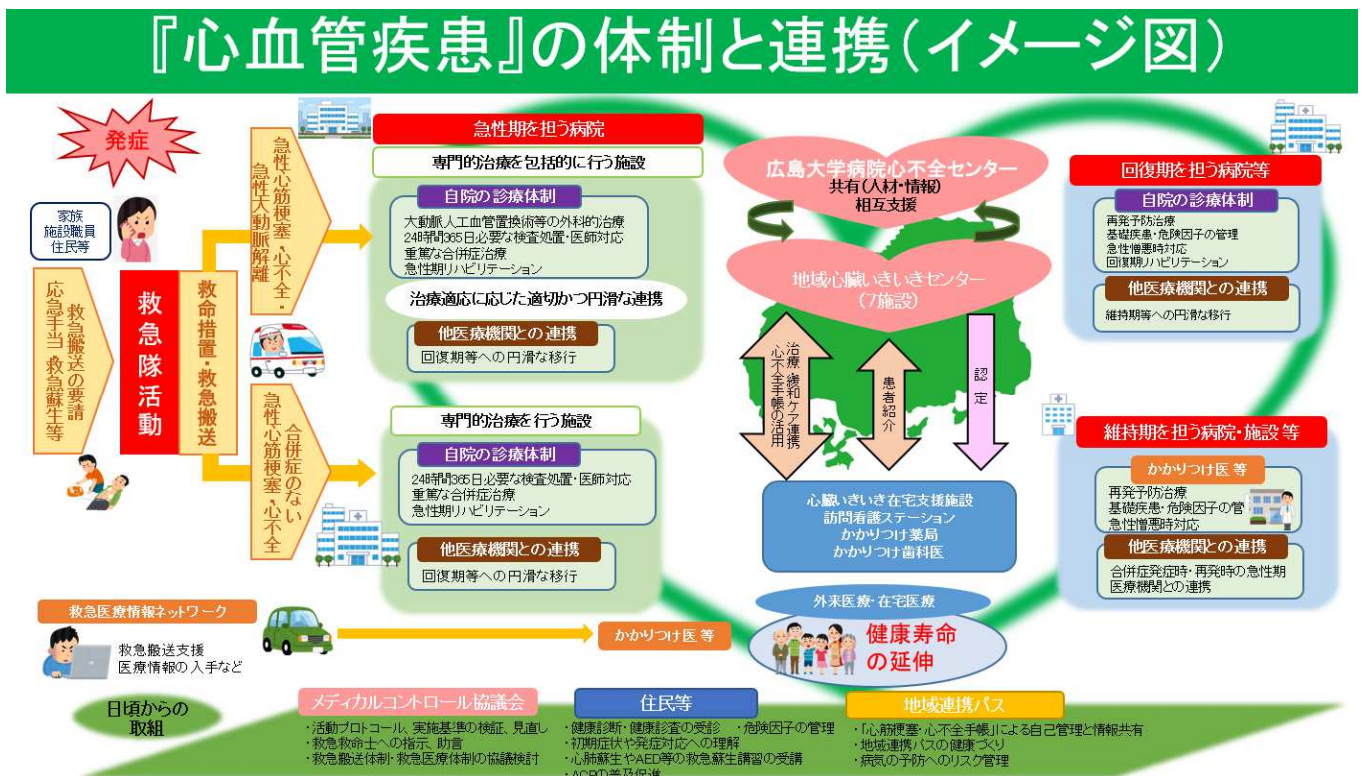 『心血管疾患』の体制と連携(イメージ図)
発症
家族
施設職員
住民等
救急搬送の要請
応急手当・救急蘇生等
救急隊活動
救命措置・救急搬送
急性心筋梗塞・心不全・
急性大動脈解離
合併症のない
急性心筋梗塞・心不全
急性期を担う病院
専門的治療を包括的に行う施設
自院の診療体制
大動脈人工血管置換術等の外科的治療
24時間365日必要な検査処置・医師対応
重篤な合併症治療
急性期リハビリテーション
治療適応に応じた適切かつ円滑な連携
他医療機関との連携
回復期等への円滑な移行
専門的治療を行う施設
自院の診療体制
24時間365日必要な検査処置・医師対応
重篤な合併症治療
急性期リハビリテーション
他医療機関との連携
回復期等への円滑な移行
広島大学病院心不全センター
共有(人材・情報)
相互支援
地域心臓いきいきセンター
(7施設)
治療・緩和ケア連携
心不全手帳の活用
患者紹介
認定
心臓いきいき在宅支援施設
訪問看護ステーション
かかりつけ薬局
かかりつけ歯科医
外来医療・在宅医療
健康寿命
の延伸
回復期を担う病院等
自院の診療体制
再発予防治療
基礎疾患・危険因子の管理
急性憎悪時対応
回復期リハビリテーション
他医療機関との連携
維持期等への円滑な移行
維持期を担う病院・施設等
かかりつけ医等
再発予防治療
基礎疾患・危険因子の管
急性憎悪時対応
他医療機関との連携
合併症発症時・再発時の急性期
医療機関との連携
救急医療情報ネットワーク
救急搬送支援
医療情報の入手など
かかりつけ医等
日頃からの
取組
メディカルコントロール協議会
・活動プロトコール、実施基準の検証、見直し
・救急救命士への指示、助言
・救急搬送体制・救急医療体制の協議検討
住民等
・健康診断・健康診査の受診 ・危険因子の管理
・初期症状や発症対応への理解
・心肺蘇生やAED等の救急蘇生講習の受講
・ACPの普及促進
地域連携パス
・「心筋梗塞・心不全手帳」による自己管理と情報共有
・地域連携パスの健康づくり
・病気の予防へのリスク管理